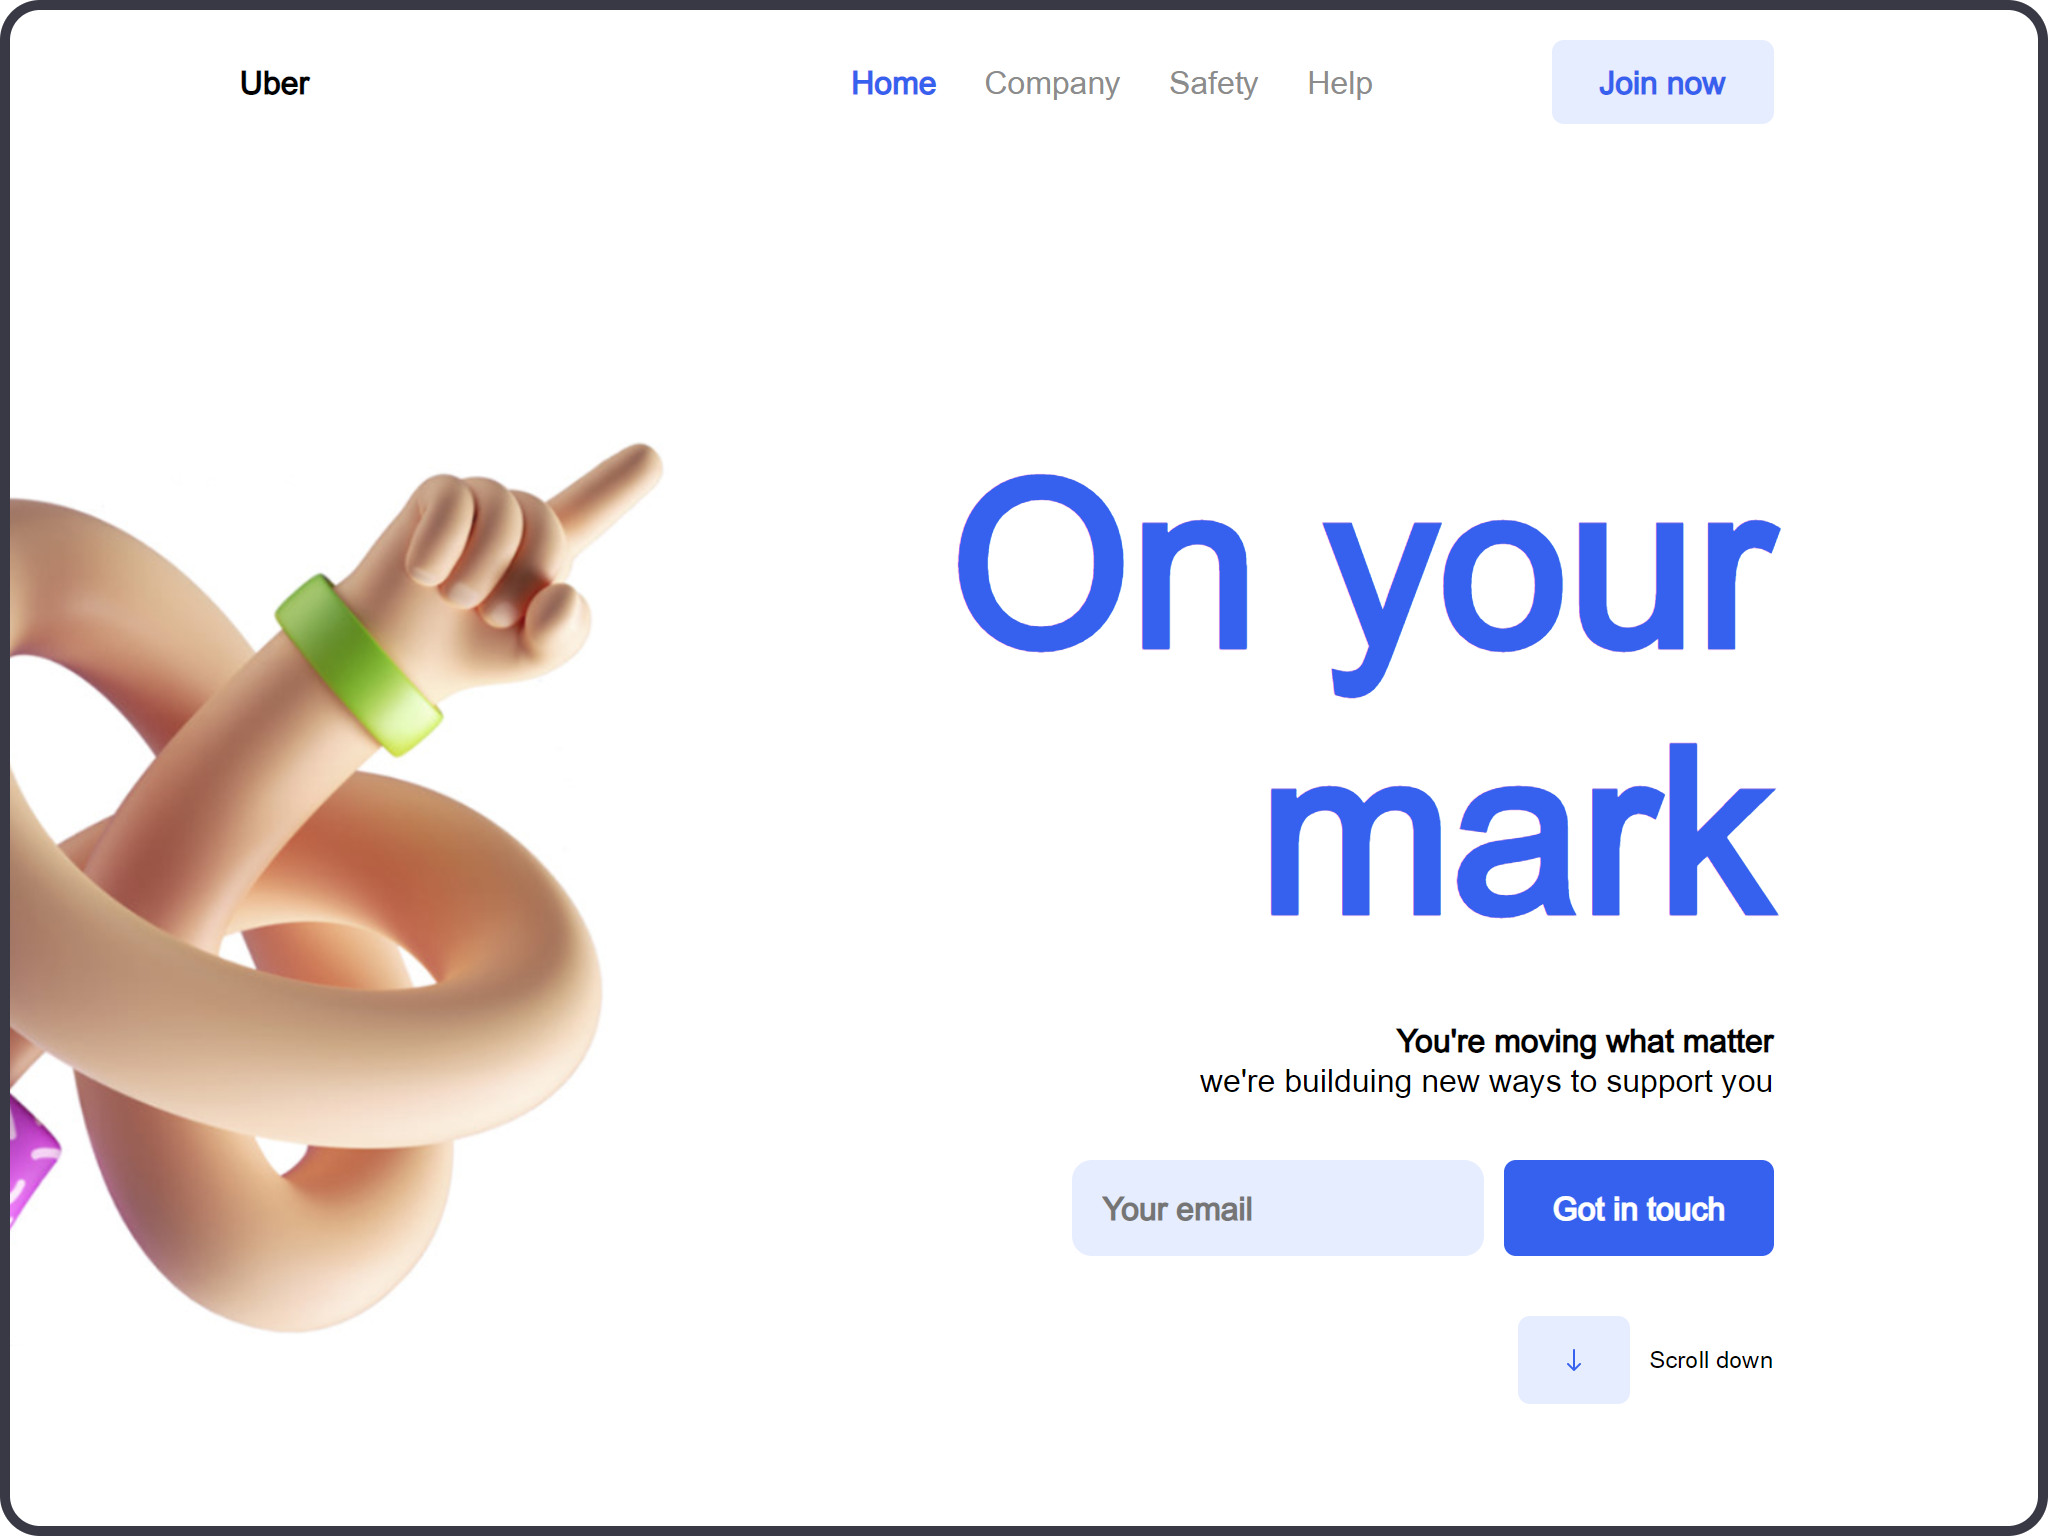 Uber
Home Company Safety Help
Join now
On your
mark
You're moving what matter
we're builduing new ways to support you
Your email
Got in touch
Scroll down